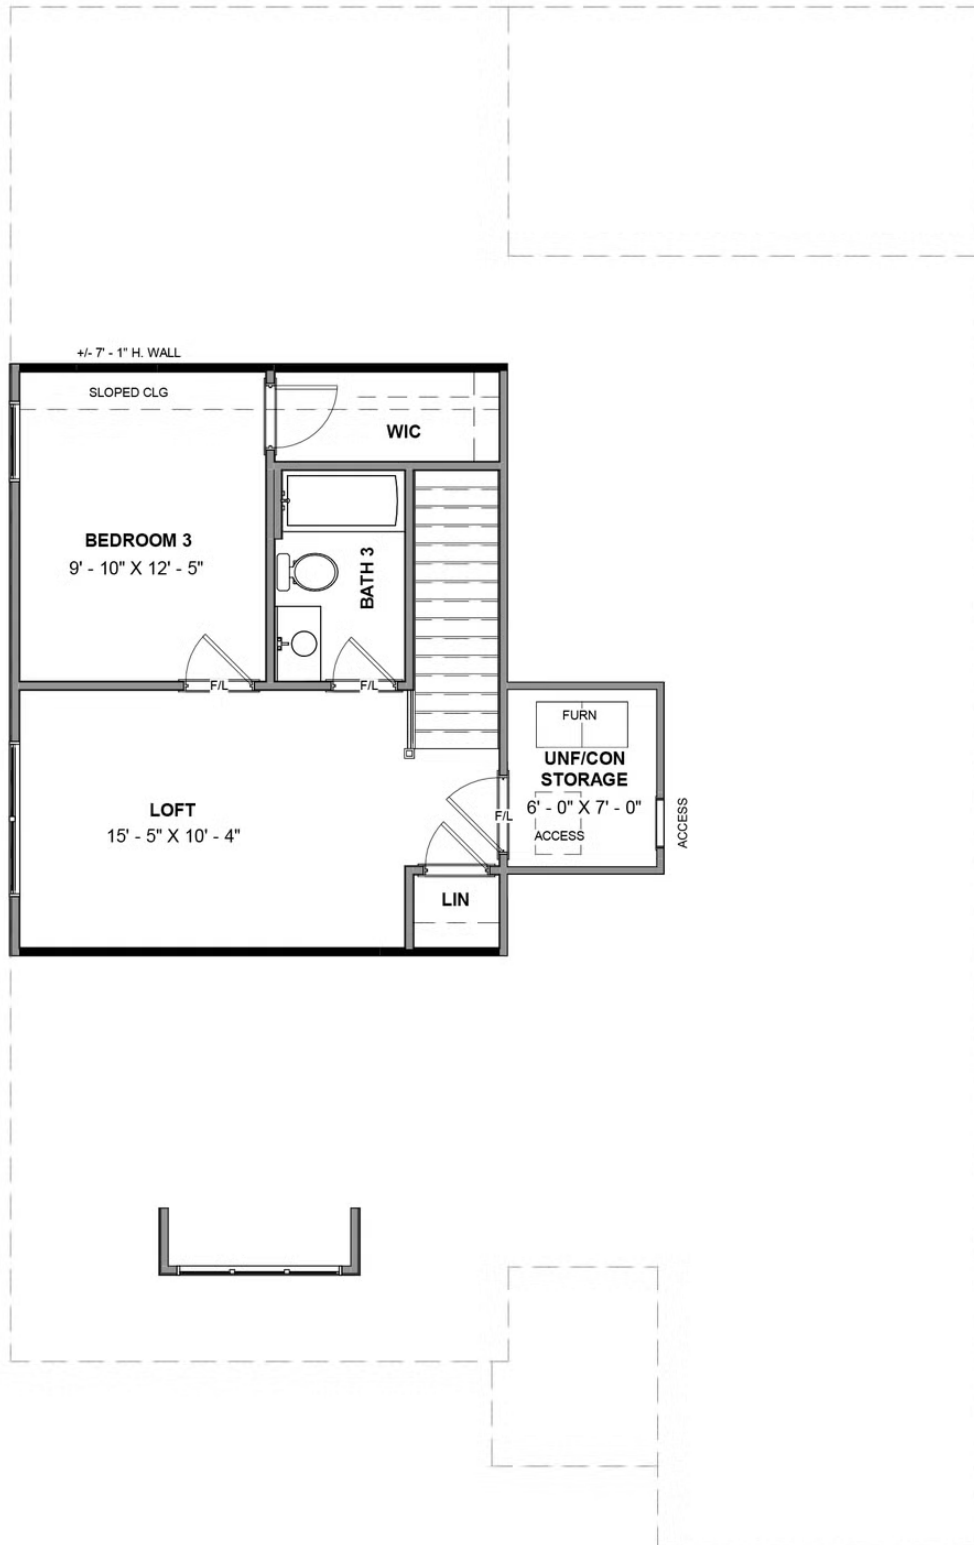 +/- 7' - 1" H. WALL
SLOPED CLG
WIC
BEDROOM 3
9' - 10" X 12' - 5"
BATH 3
F/L
F/L
FURN
UNF/CON
STORAGE
6' - 0" X 7' - 0"
F/L
ACCESS
ACCESS
LOFT
15' - 5" X 10' - 4"
LIN